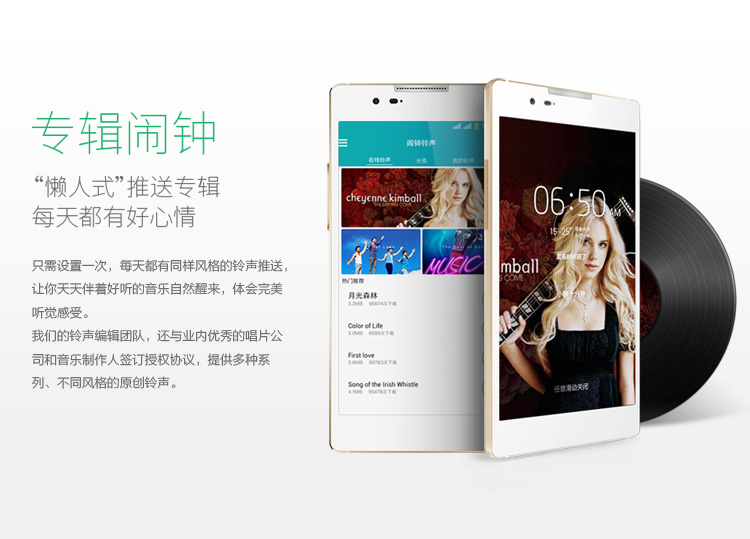 专辑闹钟
“懒人式”推送专辑
每天都有好心情
只需设置一次，每天都有同样风格的铃声推送，
让你天天伴着好听的音乐自然醒来，体会完美
听觉感受。
我们的铃声编辑团队，还与业内优秀的唱片公
司和音乐制作人签订授权协议，提供多种系
列、不同风格的原创铃声。
闹钟铃声
在线铃声 分类 我的铃声
cheyenne kimball
MUSIC
热门推荐
月光森林
3.2MB 96874次下载
Color of Life
3.0MB 6589次下载
First love
3.6MB 89783次下载
Song of the Irish Whistle
4.1MB 95478次下载
06:50 AM
mball
任意滑动关闭